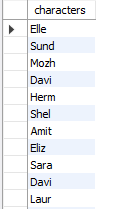 characters
Elle
Sund
Mozh
Davi
Herm
Shel
Amit
Eliz
Sara
Davi
Laur